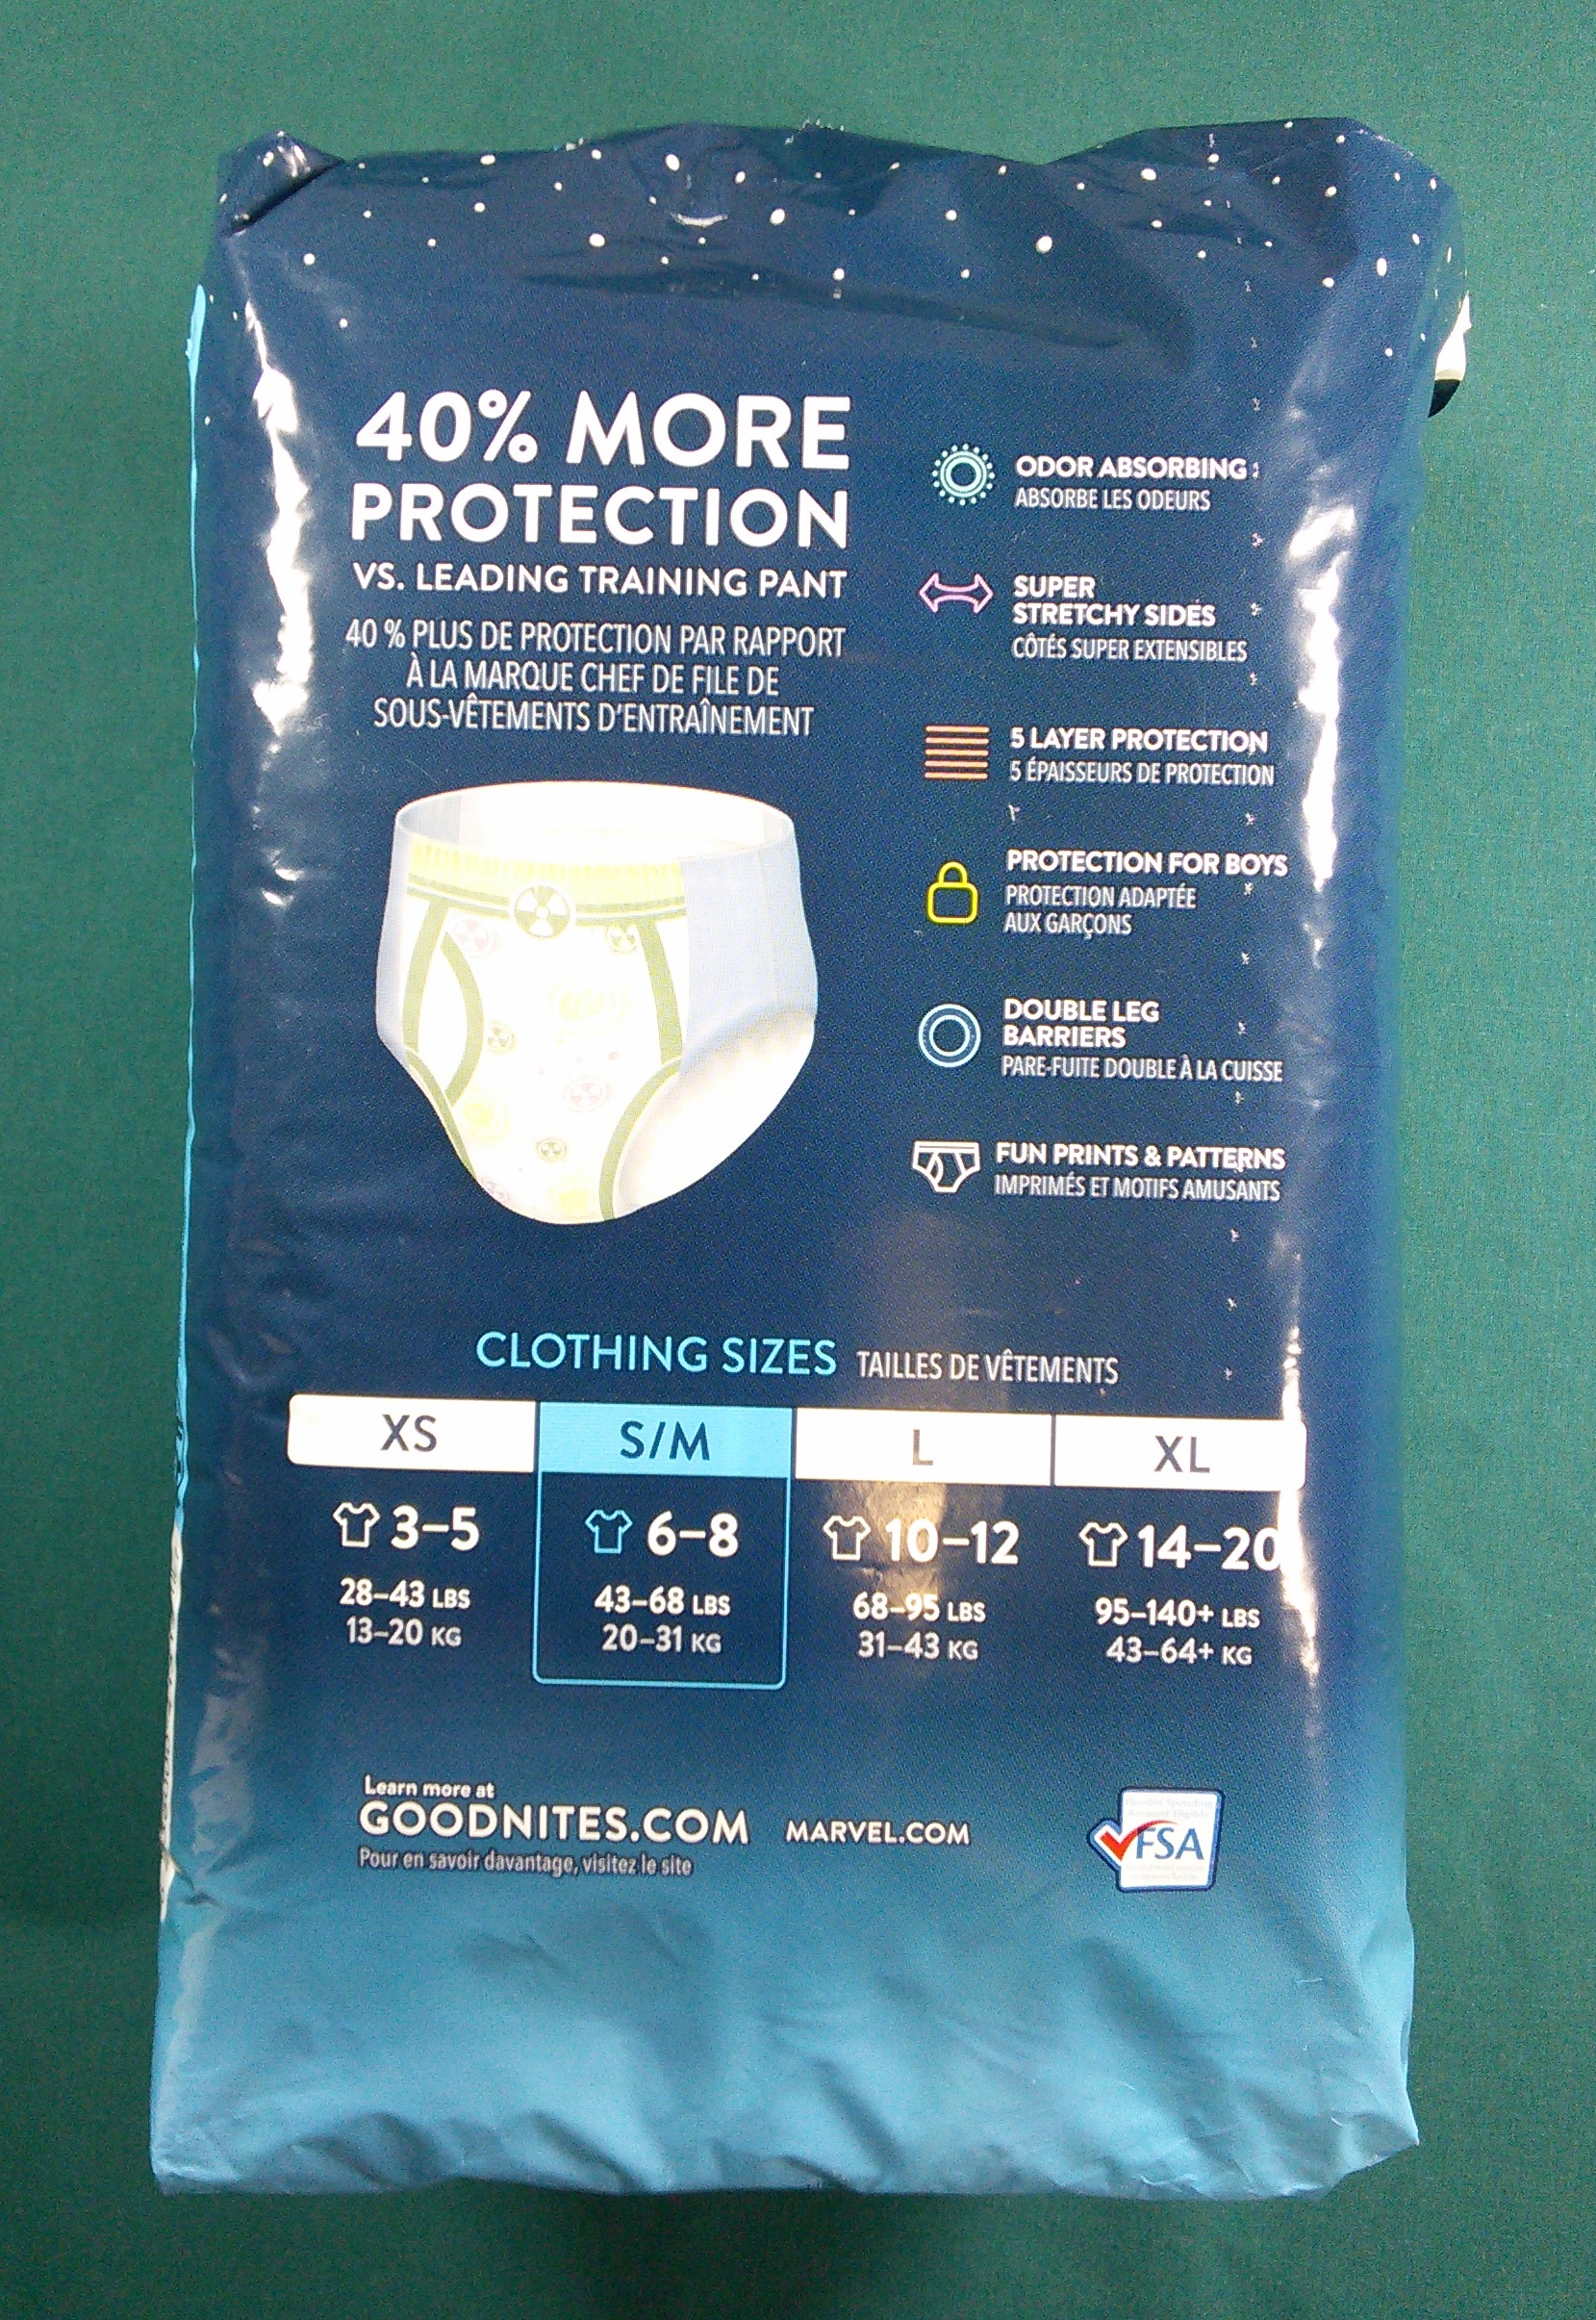 40% MORE
PROTECTION
VS. LEADING TRAINING PANT
40 % PLUS DE PROTECTION PAR RAPPORT
À LA MARQUE CHEF DE FILE DE
SOUS-VÊTEMENTS D'ENTRAÎNEMENT
ODOR ABSORBING
ABSORBE LES ODEURS
SUPER
STRETCHY SIDES
CÔTÉS SUPER EXTENSIBLES
5 LAYER PROTECTION
5 ÉPAISSEURS DE PROTECTION
PROTECTION FOR BOYS
PROTECTION ADAPTÉE
AUX GARÇONS
DOUBLE LEG
BARRIERS
PARE-FUITE DOUBLE À LA CUISSE
FUN PRINTS & PATTERNS
IMPRIMÉS ET MOTIFS AMUSANTS
CLOTHING SIZES TAILLES DE VÊTEMENTS
XS S/M L XL
3–5 6–8 10–12 14–20
28–43 LBS 43–68 LBS 68–95 LBS 95–140+ LBS
13–20 KG 20–31 KG 31–43 KG 43–64+ KG
Learn more at
GOODNITES.COM MARVEL.COM
Pour en savoir davantage, visitez le site
Flexible Spending
Account Eligible
FSA